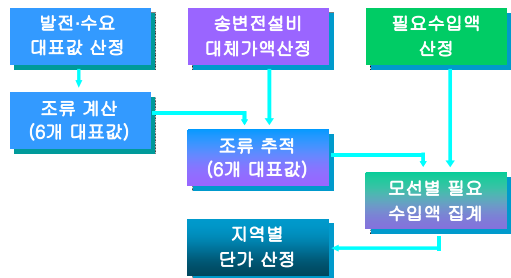 발전·수요
대표값 산정
송변전설비
대체가액산정
필요수입액
산정
조류 계산
(6개 대표값)
조류 추적
(6개 대표값)
모선별 필요
수입액 집계
지역별
단가 산정